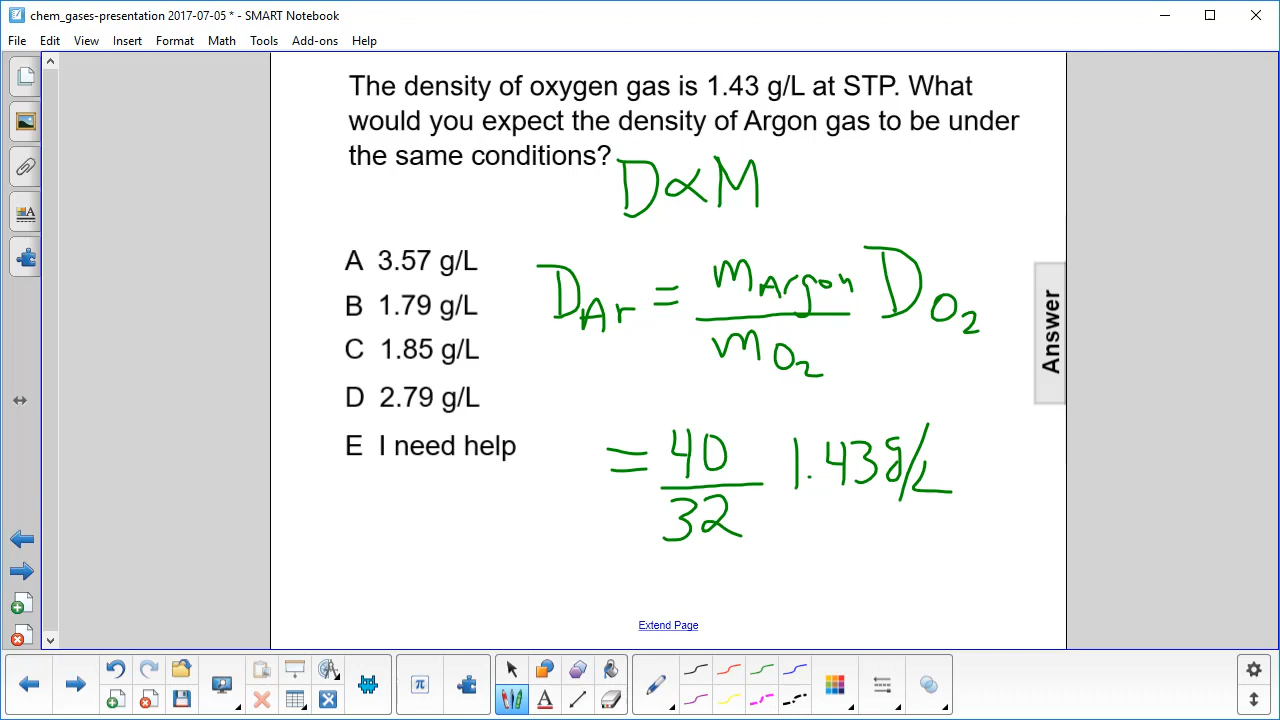 chem_gases-presentation 2017-07-05 * - SMART Notebook
File Edit View Insert Format Math Tools Add-ons Help
The density of oxygen gas is 1.43 g/L at STP. What
would you expect the density of Argon gas to be under
the same conditions?
D∝M
A 3.57 g/L
B 1.79 g/L
C 1.85 g/L
D 2.79 g/L
E I need help
D_Ar = m_Argon / m_O2 D_O2
= 40 / 32 1.43 g/L
Answer
Extend Page
π
A